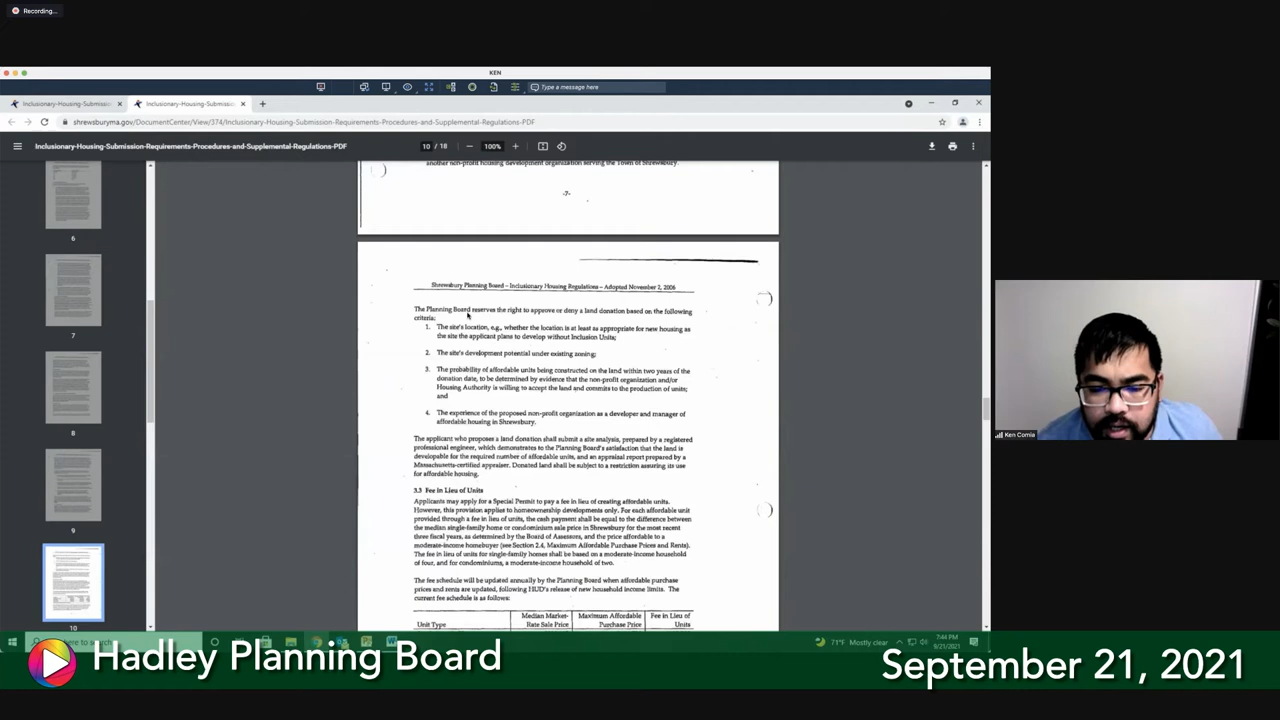 Recording...
KEN
Type a message here
Inclusionary-Housing-Submissio
Inclusionary-Housing-Submissio
shrewsburyma.gov/DocumentCenter/View/374/Inclusionary-Housing-Submission-Requirements-Procedures-and-Supplemental-Regulations-PDF
Inclusionary-Housing-Submission-Requirements-Procedures-and-Supplemental-Regulations-PDF
10 / 18
100%
another non-profit housing development organization serving the Town of Shrewsbury.
-7-
6
7
8
9
10
Shrewsbury Planning Board – Inclusionary Housing Regulations – Adopted November 2, 2006
The Planning Board reserves the right to approve or deny a land donation based on the following
criteria:
1. The site's location, e.g., whether the location is at least as appropriate for new housing as
the site the applicant plans to develop without Inclusion Units;
2. The site's development potential under existing zoning;
3. The probability of affordable units being constructed on the land within two years of the
donation date, to be determined by evidence that the non-profit organization and/or
Housing Authority is willing to accept the land and commit to the production of units;
and
4. The experience of the proposed non-profit organization as a developer and manager of
affordable housing in Shrewsbury.
The applicant who proposes a land donation shall submit a site analysis, prepared by a registered
professional engineer, which demonstrates to the Planning Board's satisfaction that the land is
developable for the required number of affordable units, and an appraisal report prepared by a
Massachusetts-certified appraiser. Donated land shall be subject to a restriction assuring its use
for affordable housing.
3.3 Fee in Lieu of Units
Applicants may apply for a Special Permit to pay a fee in lieu of creating affordable units.
However, this provision applies to homeownership developments only. For each affordable unit
provided through a fee in lieu of units, the cash payment shall be equal to the difference between
the median single-family home or condominium sale price in Shrewsbury for the most recent
three fiscal years, as determined by the Board of Assessors, and the price affordable to a
moderate-income homebuyer (see Section 2.4, Maximum Affordable Purchase Prices and Rents).
The fee in lieu of units for single-family homes shall be based on a moderate-income household
of four, and for condominiums, a moderate-income household of two.
The fee schedule will be updated annually by the Planning Board when affordable purchase
prices and rents are updated, following HUD's release of new household income limits. The
current fee schedule is as follows:
Median Market- Maximum Affordable Fee in Lieu of
Unit Type Rate Sale Price Purchase Price Units
Ken Comia
here to search
71°F Mostly clear
7:44 PM
9/21/2021
Hadley Planning Board
September 21, 2021